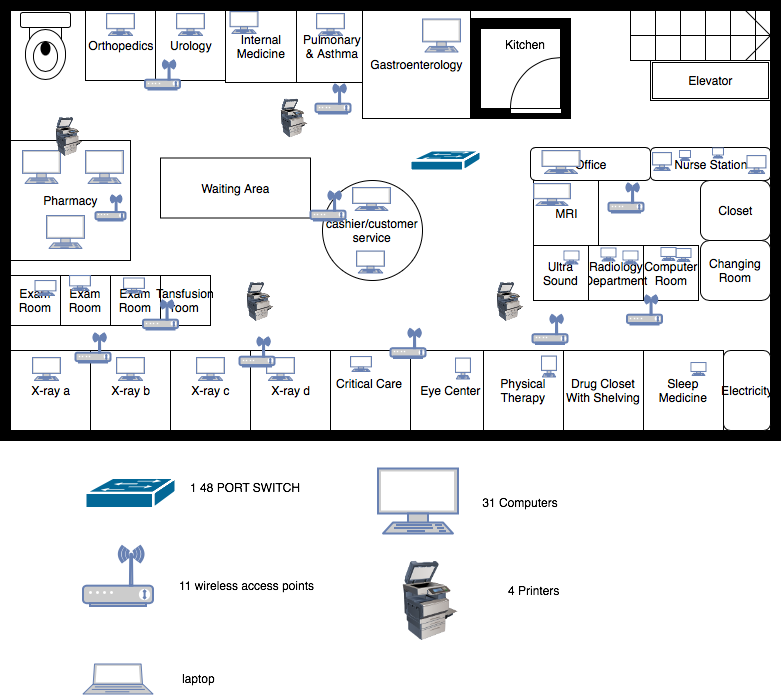 Orthopedics
Urology
Internal
Medicine
Pulmonary
& Asthma
Gastroenterology
Kitchen
Elevator
Pharmacy
Waiting Area
cashier/customer
service
Office
Nurse Station
MRI
Closet
Ultra
Sound
Radiology
Department
Computer
Room
Changing
Room
Exam
Room
Exam
Room
Exam
Room
Tansfusion
room
X-ray a
X-ray b
X-ray c
X-ray d
Critical Care
Eye Center
Physical
Therapy
Drug Closet
With Shelving
Sleep
Medicine
Electricity
1 48 PORT SWITCH
31 Computers
11 wireless access points
4 Printers
laptop